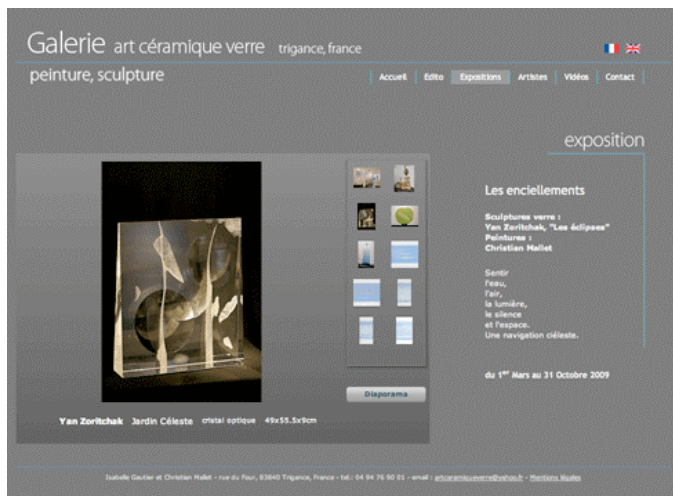 Galerie art céramique verre trigance, france
peinture, sculpture
Accueil Edito Expositions Artistes Vidéos Contact
exposition
Les enciellements
Sculptures verre :
Yan Zoritchak, "Les éclipses"
Peintures :
Christian Mallet
Sentir
l'eau,
l'air,
la lumière,
le silence
et l'espace.
Une navigation céleste.
du 1er Mars au 31 Octobre 2009
Diaporama
Yan Zoritchak Jardin Céleste cristal optique 49x55.5x9cm
Isabelle Gautier et Christian Mallet - rue du Four, 83840 Trigance, France - tel.: 04 94 76 90 01 - email : artceramiqueverre@yahoo.fr - Mentions légales